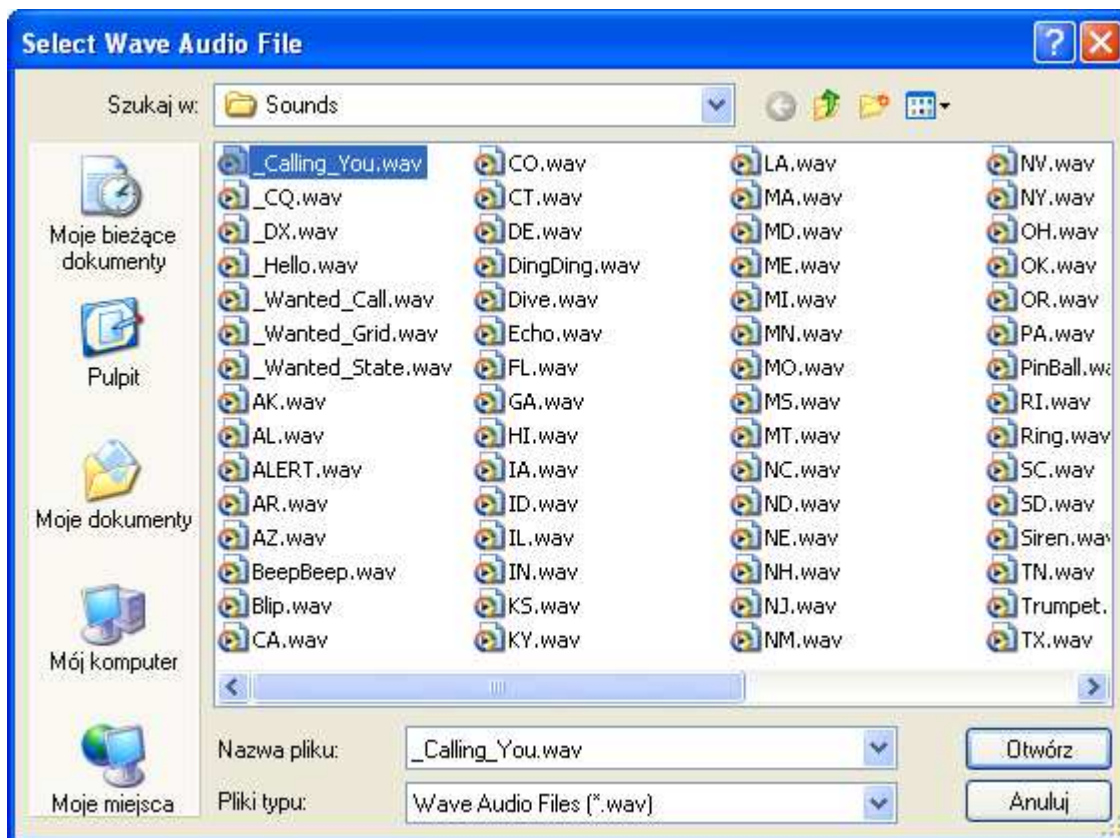 Select Wave Audio File
Szukaj w: Sounds
Moje bieżące
dokumenty
Pulpit
Moje dokumenty
Mój komputer
Moje miejsca
_Calling_You.wav
_CQ.wav
_DX.wav
_Hello.wav
_Wanted_Call.wav
_Wanted_Grid.wav
_Wanted_State.wav
AK.wav
AL.wav
ALERT.wav
AR.wav
AZ.wav
BeepBeep.wav
Blip.wav
CA.wav
CO.wav
CT.wav
DE.wav
DingDing.wav
Dive.wav
Echo.wav
FL.wav
GA.wav
HI.wav
IA.wav
ID.wav
IL.wav
IN.wav
KS.wav
KY.wav
LA.wav
MA.wav
MD.wav
ME.wav
MI.wav
MN.wav
MO.wav
MS.wav
MT.wav
NC.wav
ND.wav
NE.wav
NH.wav
NJ.wav
NM.wav
NV.wav
NY.wav
OH.wav
OK.wav
OR.wav
PA.wav
PinBall.wa
RI.wav
Ring.wav
SC.wav
SD.wav
Siren.wav
TN.wav
Trumpet.
TX.wav
Nazwa pliku: _Calling_You.wav Otwórz
Pliki typu: Wave Audio Files (*.wav) Anuluj